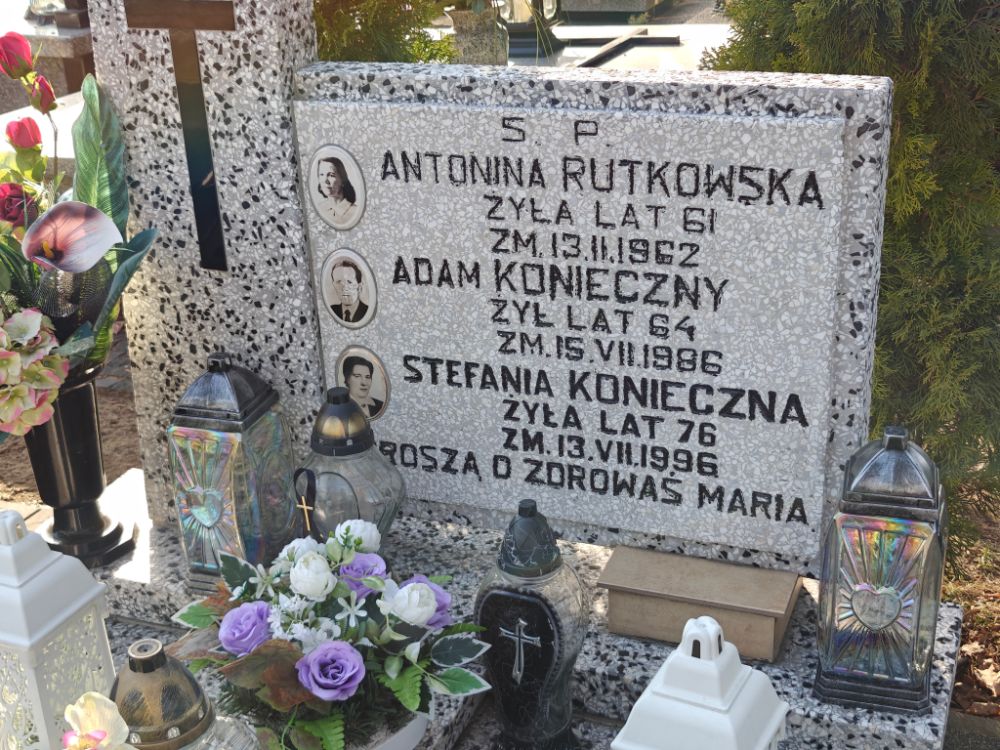 S. P.
ANTONINA RUTKOWSKA
ŻYŁA LAT 61
ZM. 13.II.1962
ADAM KONIECZNY
ŻYŁ LAT 64
ZM. 15.VII.1986
STEFANIA KONIECZNA
ŻYŁA LAT 76
ZM. 13.VII.1996
ROSZĄ O ZDROWAŚ MARIA